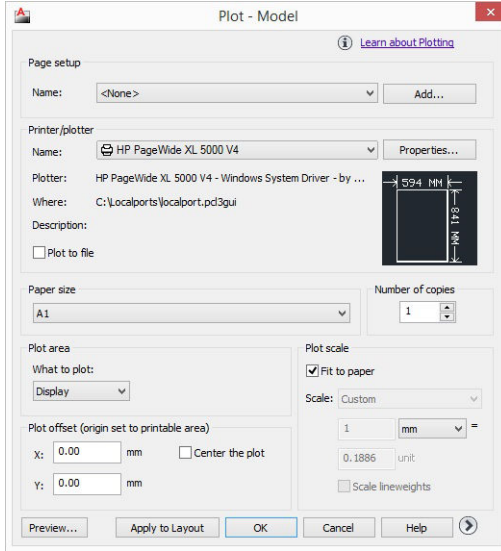 Plot - Model
Learn about Plotting
Page setup
Name: <None> Add...
Printer/plotter
Name: HP PageWide XL 5000 V4 Properties...
Plotter: HP PageWide XL 5000 V4 - Windows System Driver - by ...
Where: C:\Localports\localport.pcl3gui
Description:
594 MM
841 MM
Plot to file
Paper size
A1
Number of copies
1
Plot area
What to plot:
Display
Plot scale
Fit to paper
Scale: Custom
1 mm =
0.1886 unit
Scale lineweights
Plot offset (origin set to printable area)
X: 0.00 mm Center the plot
Y: 0.00 mm
Preview... Apply to Layout OK Cancel Help